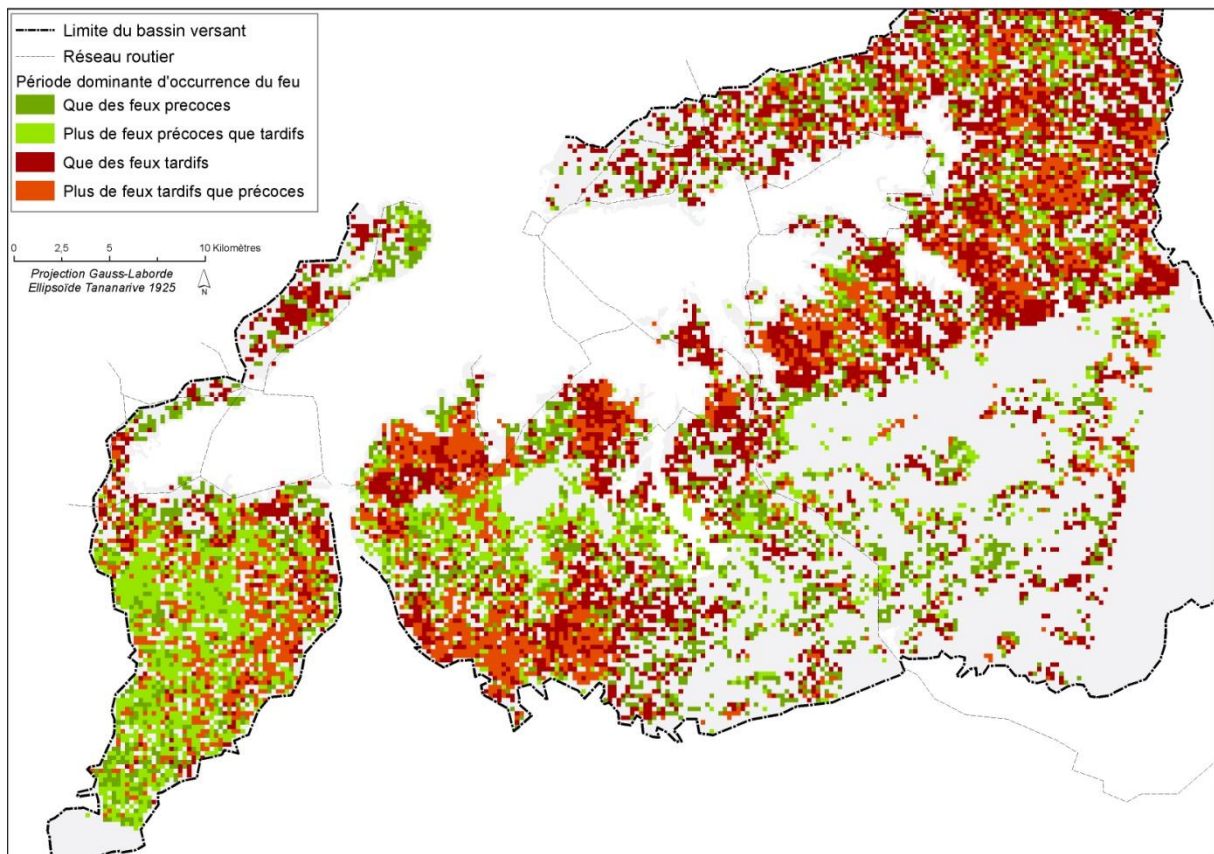 Limite du bassin versant
Réseau routier
Période dominante d'occurrence du feu
Que des feux precoces
Plus de feux précoces que tardifs
Que des feux tardifs
Plus de feux tardifs que précoces
0 2,5 5 10 Kilomètres
Projection Gauss-Laborde
Ellipsoïde Tananarive 1925
N